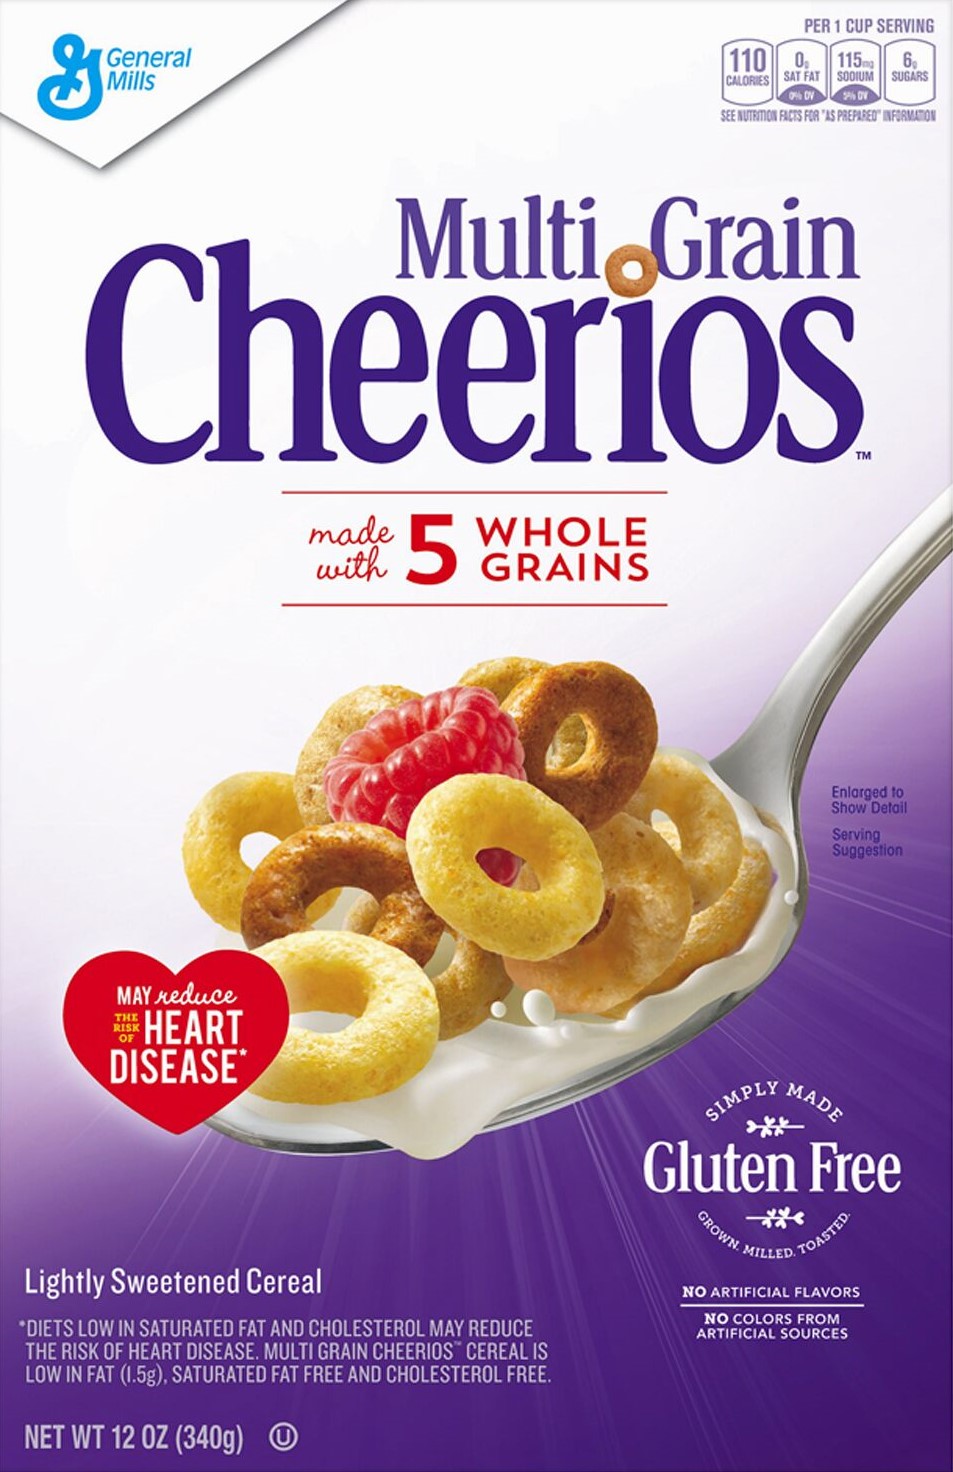 General
Mills
PER 1 CUP SERVING
110
CALORIES
0g
SAT FAT
0% DV
115mg
SODIUM
5% DV
6g
SUGARS
SEE NUTRITION FACTS FOR "AS PREPARED" INFORMATION
Multi Grain
Cheerios™
made
with
5
WHOLE
GRAINS
Enlarged to
Show Detail
Serving
Suggestion
MAY reduce
THE
RISK
OF
HEART
DISEASE*
SIMPLY MADE
Gluten Free
GROWN. MILLED. TOASTED.
NO ARTIFICIAL FLAVORS
NO COLORS FROM
ARTIFICIAL SOURCES
Lightly Sweetened Cereal
*DIETS LOW IN SATURATED FAT AND CHOLESTEROL MAY REDUCE
THE RISK OF HEART DISEASE. MULTI GRAIN CHEERIOS™ CEREAL IS
LOW IN FAT (1.5g), SATURATED FAT FREE AND CHOLESTEROL FREE.
NET WT 12 OZ (340g) U